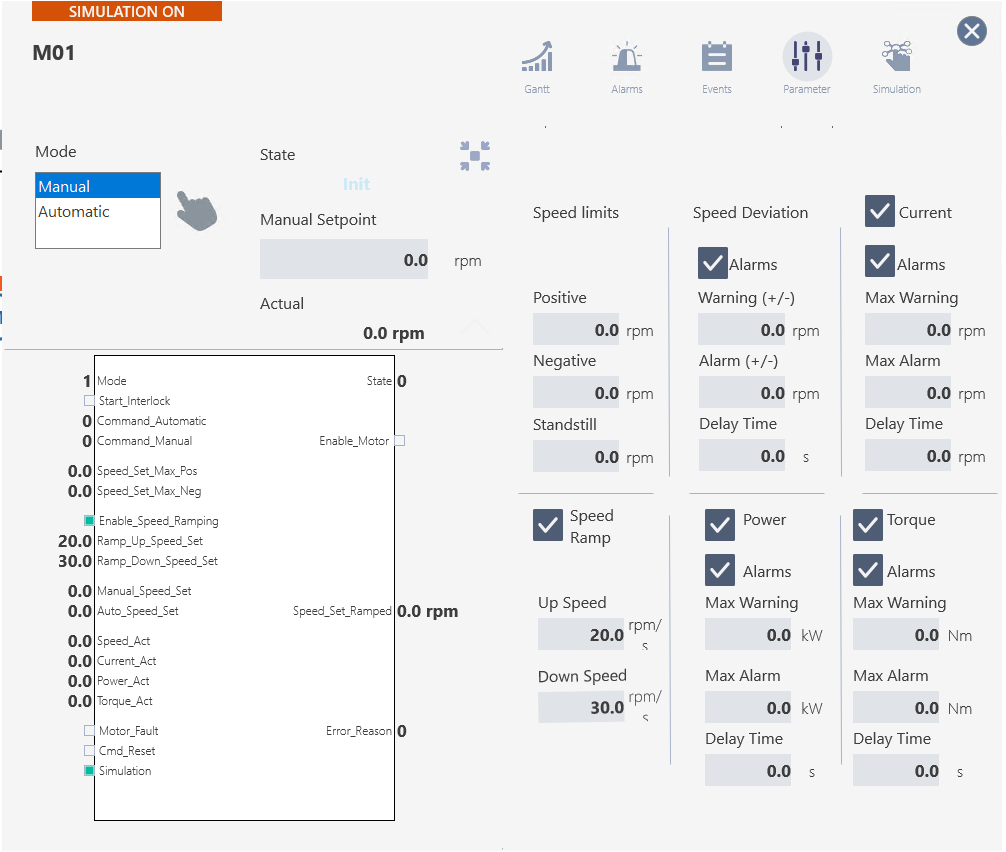 SIMULATION ON
M01
Gantt
Alarms
Events
Parameter
Simulation
Mode
Manual
Automatic
State
Init
Manual Setpoint
0.0 rpm
Actual
0.0 rpm
1 Mode
State 0
Start_Interlock
0 Command_Automatic
0 Command_Manual
Enable_Motor
0.0 Speed_Set_Max_Pos
0.0 Speed_Set_Max_Neg
Enable_Speed_Ramping
20.0 Ramp_Up_Speed_Set
30.0 Ramp_Down_Speed_Set
0.0 Manual_Speed_Set
0.0 Auto_Speed_Set
Speed_Set_Ramped 0.0 rpm
0.0 Speed_Act
0.0 Current_Act
0.0 Power_Act
0.0 Torque_Act
Motor_Fault
Error_Reason 0
Cmd_Reset
Simulation
Speed limits
Positive
0.0 rpm
Negative
0.0 rpm
Standstill
0.0 rpm
Speed Deviation
Alarms
Warning (+/-)
0.0 rpm
Alarm (+/-)
0.0 rpm
Delay Time
0.0 s
Current
Alarms
Max Warning
0.0 rpm
Max Alarm
0.0 rpm
Delay Time
0.0 rpm
Speed
Ramp
Up Speed
20.0 rpm/
s
Down Speed
30.0 rpm/
s
Power
Alarms
Max Warning
0.0 kW
Max Alarm
0.0 kW
Delay Time
0.0 s
Torque
Alarms
Max Warning
0.0 Nm
Max Alarm
0.0 Nm
Delay Time
0.0 s